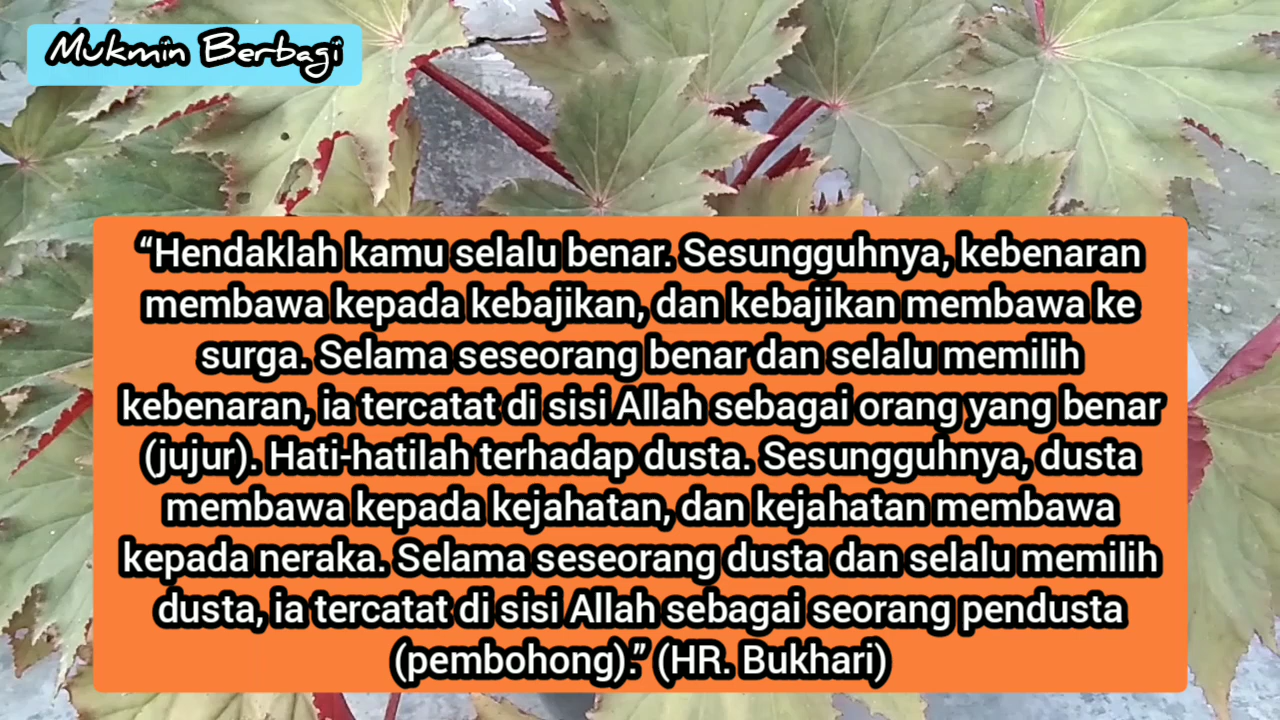 Mukmin Berbagi
“Hendaklah kamu selalu benar. Sesungguhnya, kebenaran
membawa kepada kebajikan, dan kebajikan membawa ke
surga. Selama seseorang benar dan selalu memilih
kebenaran, ia tercatat di sisi Allah sebagai orang yang benar
(jujur). Hati-hatilah terhadap dusta. Sesungguhnya, dusta
membawa kepada kejahatan, dan kejahatan membawa
kepada neraka. Selama seseorang dusta dan selalu memilih
dusta, ia tercatat di sisi Allah sebagai seorang pendusta
(pembohong).” (HR. Bukhari)